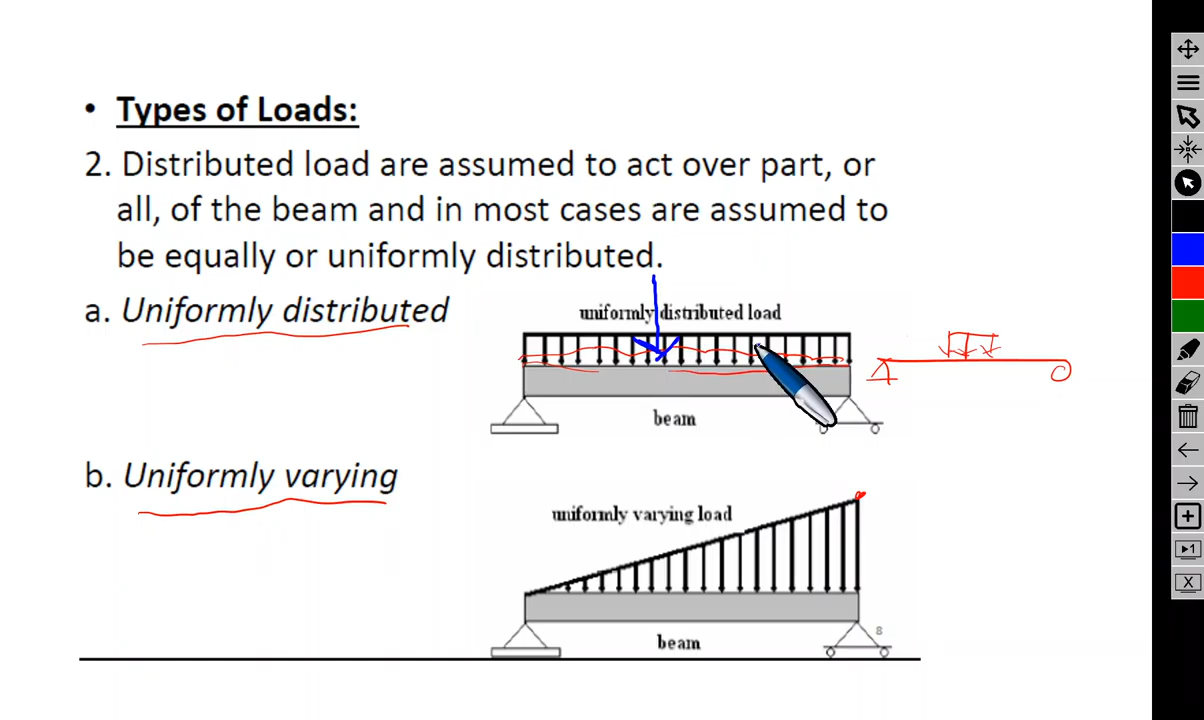 • Types of Loads:
2. Distributed load are assumed to act over part, or
all, of the beam and in most cases are assumed to
be equally or uniformly distributed.
a. Uniformly distributed
uniformly distributed load
beam
b. Uniformly varying
uniformly varying load
8
beam